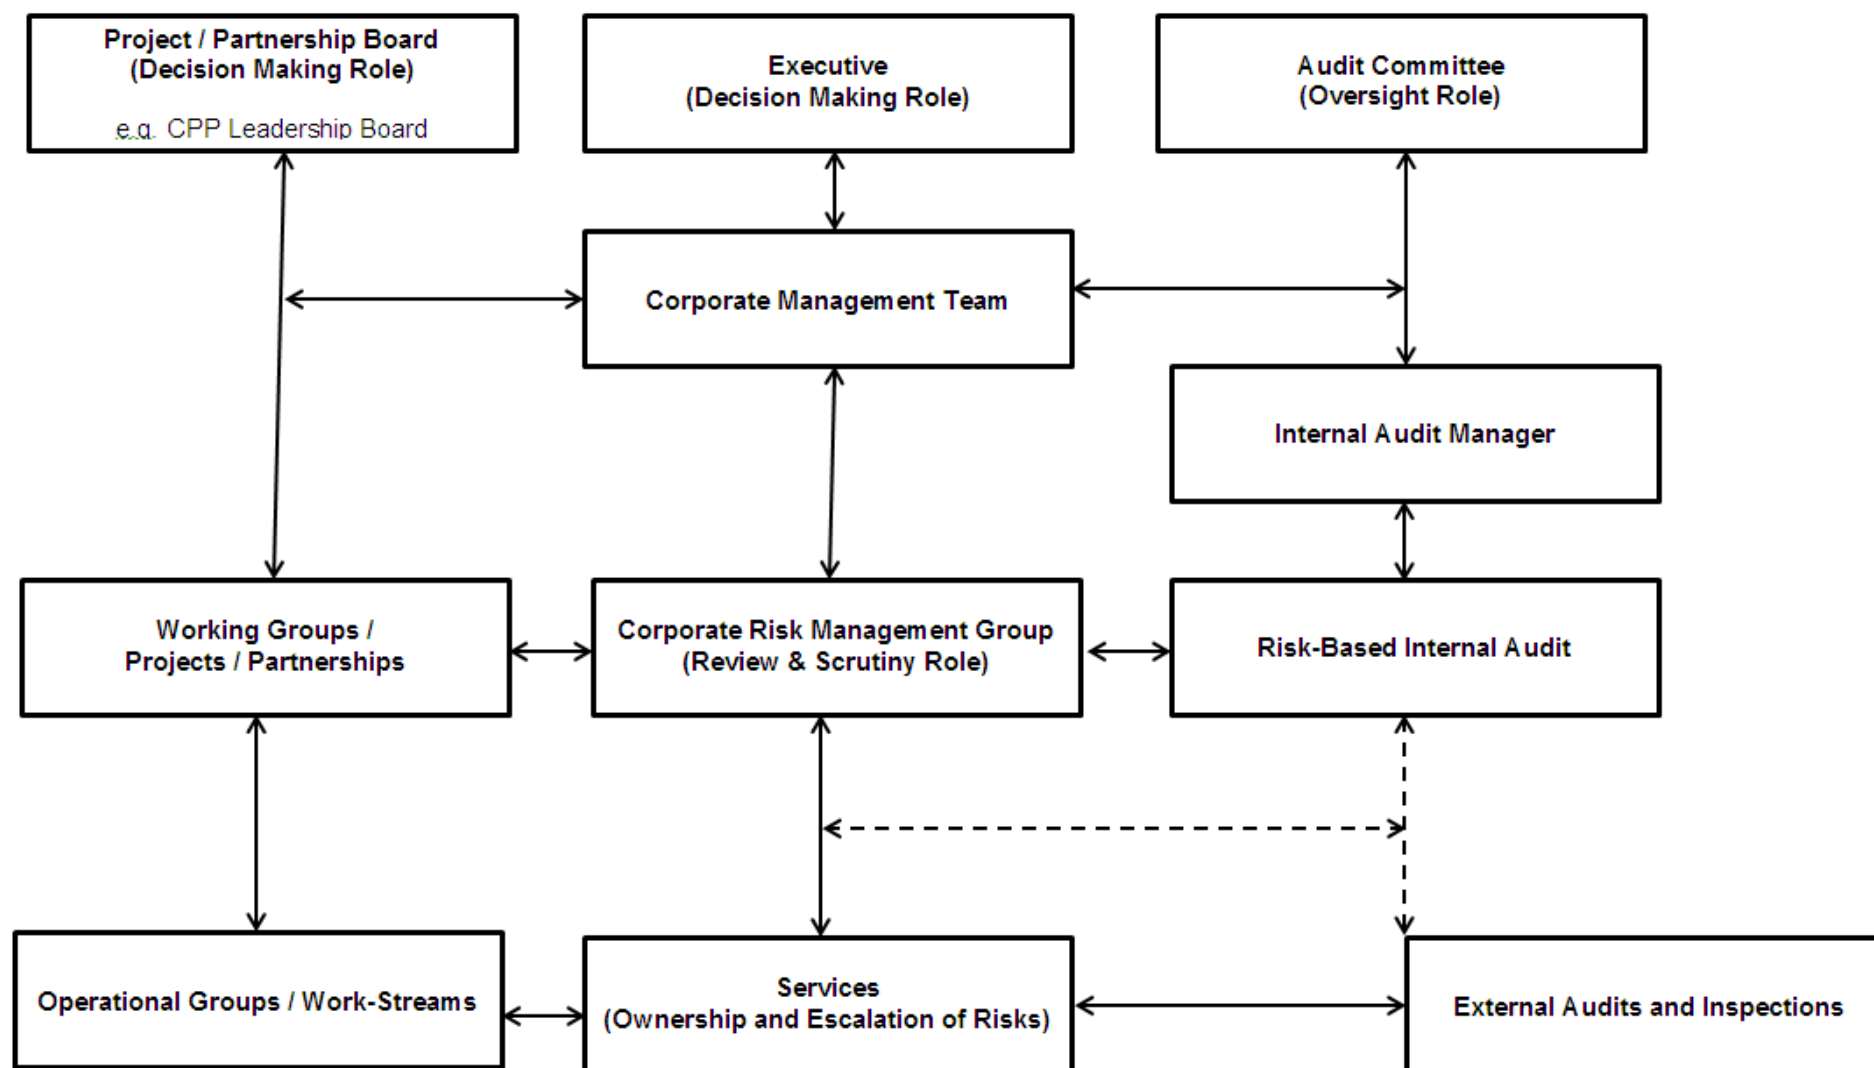 Project / Partnership Board
(Decision Making Role)
e.g. CPP Leadership Board
Executive
(Decision Making Role)
Audit Committee
(Oversight Role)
Corporate Management Team
Internal Audit Manager
Working Groups /
Projects / Partnerships
Corporate Risk Management Group
(Review & Scrutiny Role)
Risk-Based Internal Audit
Operational Groups / Work-Streams
Services
(Ownership and Escalation of Risks)
External Audits and Inspections